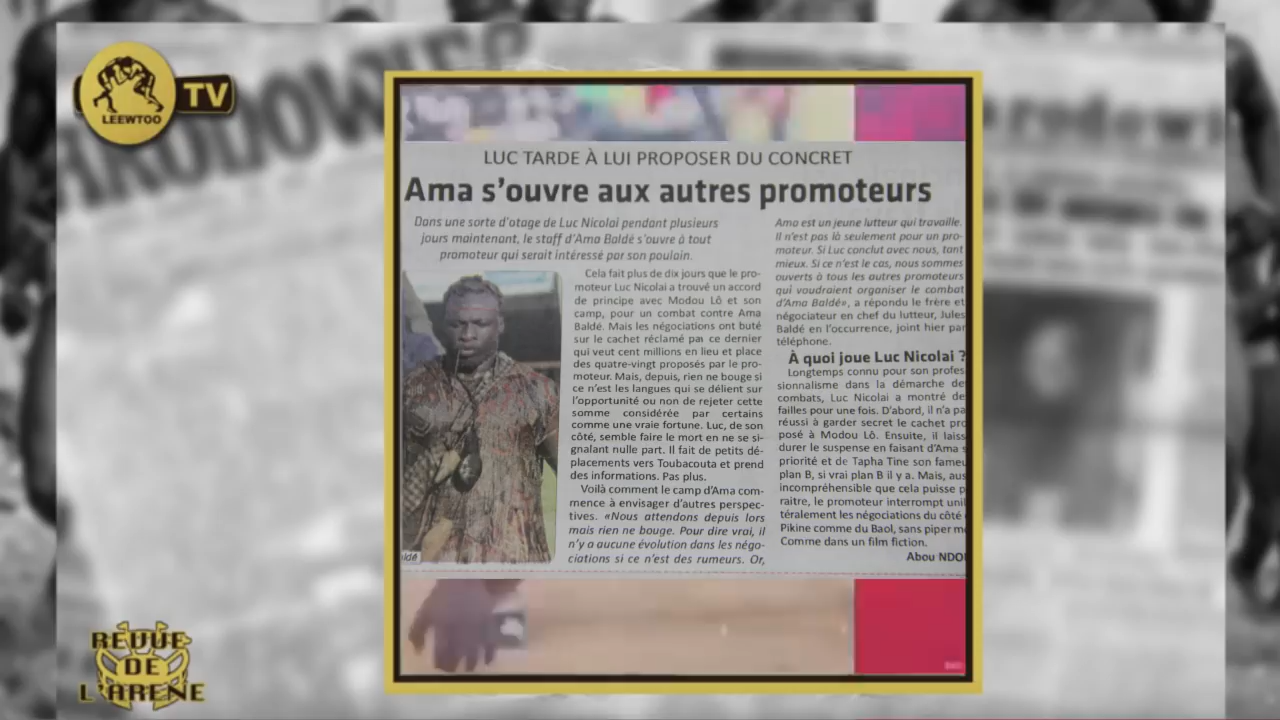 LEEWTOO
TV
LUC TARDE À LUI PROPOSER DU CONCRET
Ama s'ouvre aux autres promoteurs
Dans une sorte d'otage de Luc Nicolai pendant plusieurs
jours maintenant, le staff d'Ama Baldé s'ouvre à tout
promoteur qui serait intéressé par son poulain.
Cela fait plus de dix jours que le pro-
moteur Luc Nicolai a trouvé un accord
de principe avec Modou Lô et son
camp, pour un combat contre Ama
Baldé. Mais les négociations ont buté
sur le cachet réclamé pas ce dernier
qui veut cent millions en lieu et place
des quatre-vingt proposés par le pro-
moteur. Mais, depuis, rien ne bouge si
ce n'est les langues qui se délient sur
l'opportunité ou non de rejeter cette
somme considérée par certains
comme une vraie fortune. Luc, de son
côté, semble faire le mort en ne se si-
gnalant nulle part. Il fait de petits dé-
placements vers Toubacouta et prend
des informations. Pas plus.
Voilà comment le camp d'Ama com-
mence à envisager d'autres perspec-
tives. «Nous attendons depuis lors
mais rien ne bouge. Pour dire vrai, il
n'y a aucune évolution dans les négo-
ciations si ce n'est des rumeurs. Or,
Ama est un jeune lutteur qui travaille.
Il n'est pas là seulement pour un pro-
moteur. Si Luc conclut avec nous, tant
mieux. Si ce n'est le cas, nous sommes
ouverts à tous les autres promoteurs
qui voudraient organiser le combat
d'Ama Baldé», a répondu le frère et
négociateur en chef du lutteur, Jules
Baldé en l'occurrence, joint hier par
téléphone.
À quoi joue Luc Nicolai ?
Longtemps connu pour son profes
sionnalisme dans la démarche de
combats, Luc Nicolai a montré de
failles pour une fois. D'abord, il n'a pa
réussi à garder secret le cachet pro
posé à Modou Lô. Ensuite, il laiss
durer le suspense en faisant d'Ama s
priorité et de Tapha Tine son fameu
plan B, si vrai plan B il y a. Mais, aus
incompréhensible que cela puisse p
raitre, le promoteur interrompt unil
téralement les négociations du côté
Pikine comme du Baol, sans piper m
Comme dans un film fiction.
Abou NDO
REVUE
DE
L'ARENE